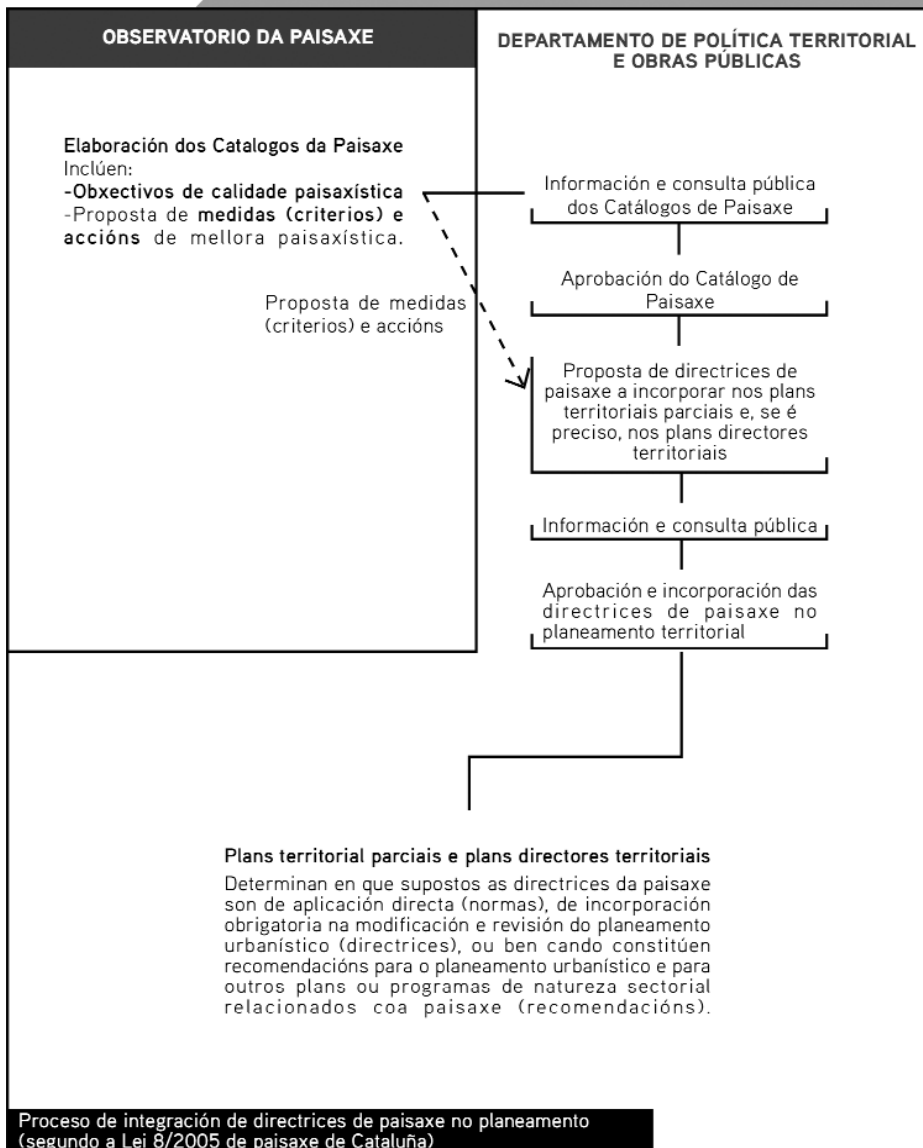 OBSERVATORIO DA PAISAXE
DEPARTAMENTO DE POLÍTICA TERRITORIAL
E OBRAS PÚBLICAS
Elaboración dos Catalogos da Paisaxe
Inclúen:
-Obxectivos de calidade paisaxística
-Proposta de medidas (criterios) e
accións de mellora paisaxística.
Proposta de medidas
(criterios) e accións
Información e consulta pública
dos Catálogos de Paisaxe
Aprobación do Catálogo de
Paisaxe
Proposta de directrices de
paisaxe a incorporar nos plans
territoriais parciais e, se é
preciso, nos plans directores
territoriais
Información e consulta pública
Aprobación e incorporación das
directrices de paisaxe no
planeamento territorial
Plans territorial parciais e plans directores territoriais
Determinan en que supostos as directrices da paisaxe
son de aplicación directa (normas), de incorporación
obrigatoria na modificación e revisión do planeamento
urbanístico (directrices), ou ben cando constitúen
recomendacións para o planeamento urbanístico e para
outros plans ou programas de natureza sectorial
relacionados coa paisaxe (recomendacións).
Proceso de integración de directrices de paisaxe no planeamento
(segundo a Lei 8/2005 de paisaxe de Cataluña)